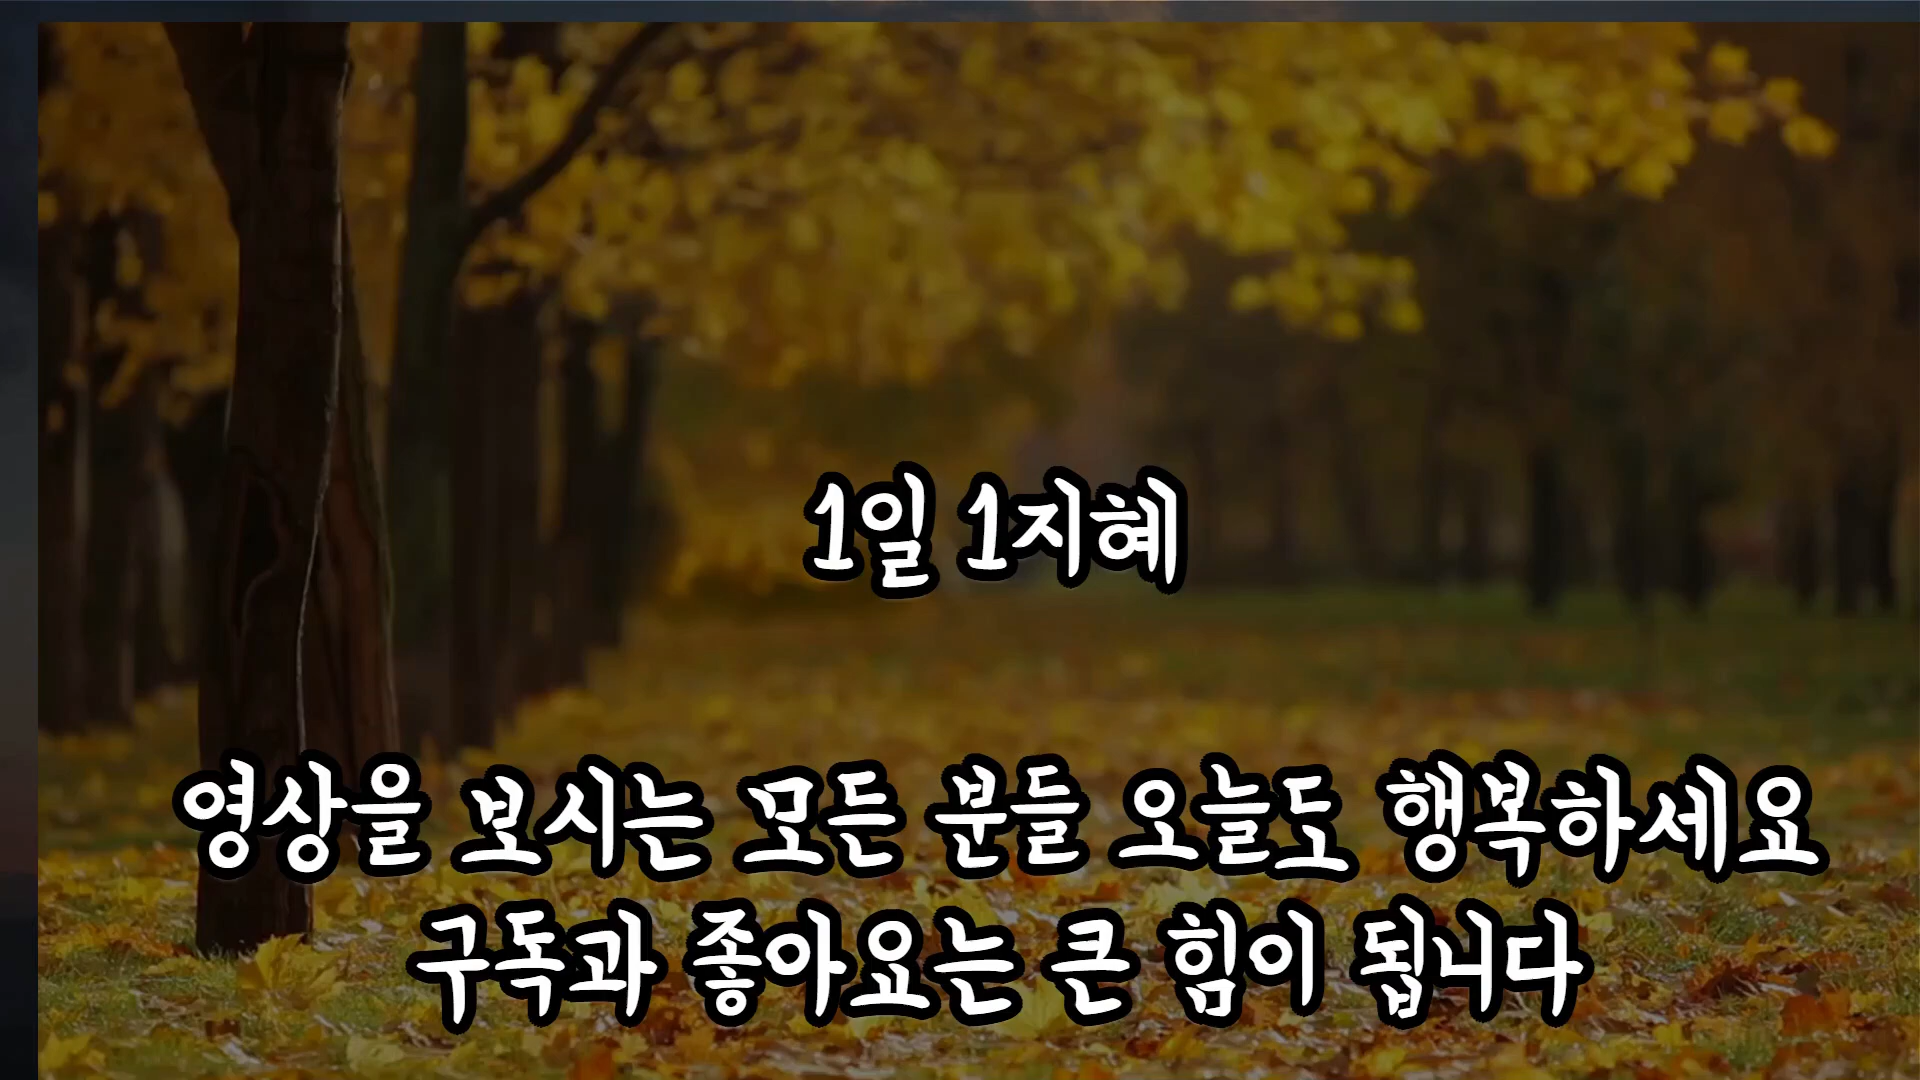 1일 1지혜
영상을 보시는 모든 분들 오늘도 행복하세요
구독과 좋아요는 큰 힘이 됩니다